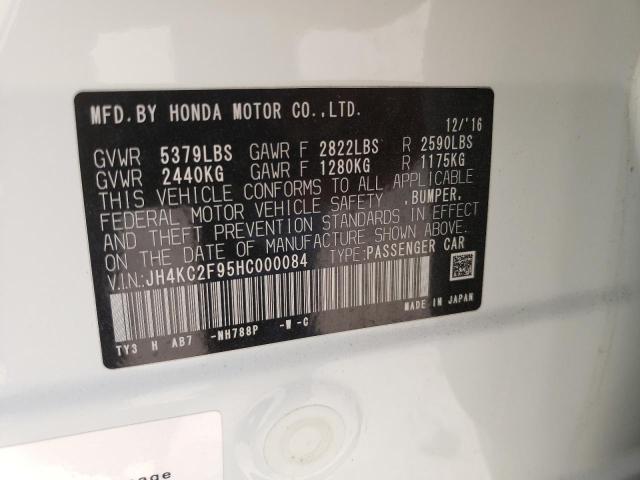 MFD.BY HONDA MOTOR CO.,LTD.
12/'16
GVWR 5379LBS GAWR F 2822LBS R 2590LBS
GVWR 2440KG GAWR F 1280KG R 1175KG
THIS VEHICLE CONFORMS TO ALL APPLICABLE
FEDERAL MOTOR VEHICLE SAFETY ,BUMPER,
AND THEFT PREVENTION STANDARDS IN EFFECT
ON THE DATE OF MANUFACTURE SHOWN ABOVE.
V.IN:JH4KC2F95HC000084 TYPE:PASSENGER CAR
TY3 H AB7 -NH788P -W -G MADE IN JAPAN